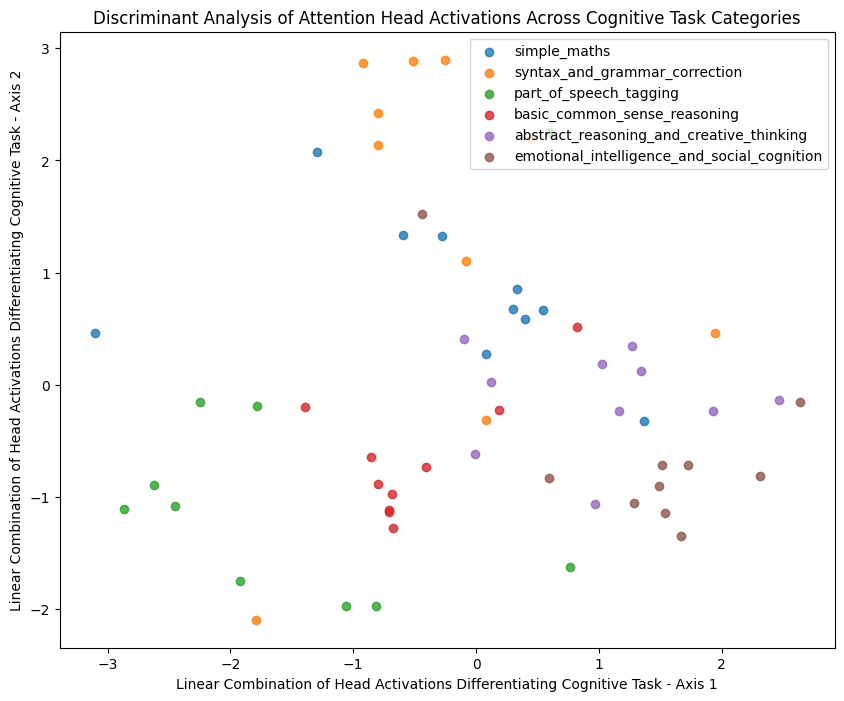 Discriminant Analysis of Attention Head Activations Across Cognitive Task Categories
simple_maths
syntax_and_grammar_correction
part_of_speech_tagging
basic_common_sense_reasoning
abstract_reasoning_and_creative_thinking
emotional_intelligence_and_social_cognition
Linear Combination of Head Activations Differentiating Cognitive Task - Axis 2
3
2
1
0
−1
−2
−3
−2
−1
0
1
2
Linear Combination of Head Activations Differentiating Cognitive Task - Axis 1